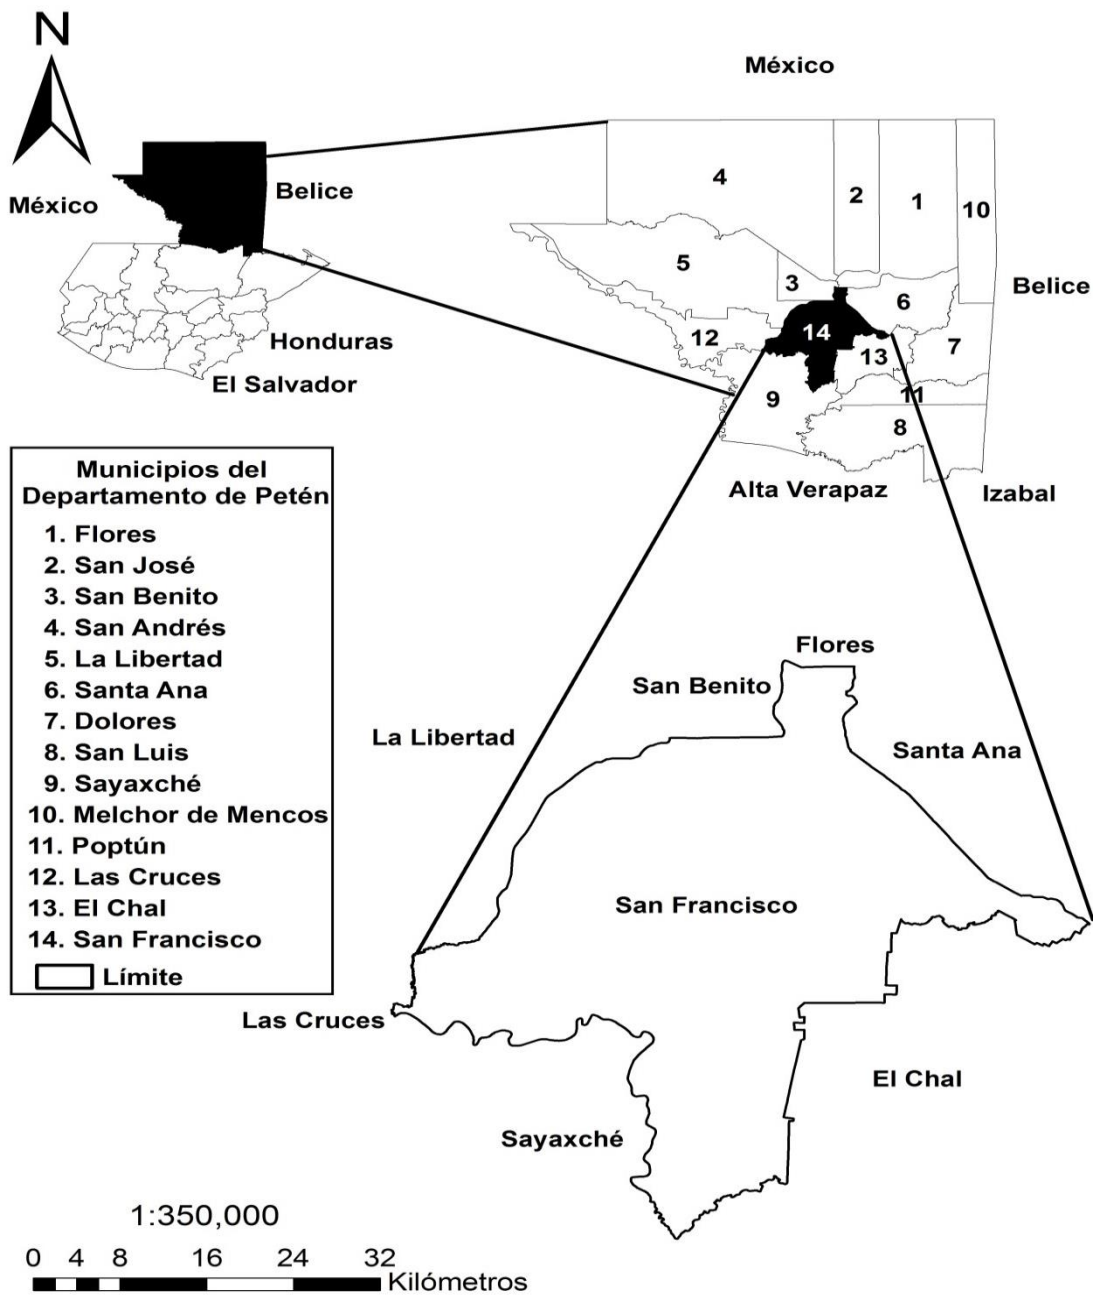 N
México
México
Belice
Honduras
El Salvador
4
2
1
10
5
3
6
Belice
12
14
13
7
9
11
8
Alta Verapaz
Izabal
Municipios del
Departamento de Petén
1. Flores
2. San José
3. San Benito
4. San Andrés
5. La Libertad
6. Santa Ana
7. Dolores
8. San Luis
9. Sayaxché
10. Melchor de Mencos
11. Poptún
12. Las Cruces
13. El Chal
14. San Francisco
Límite
Flores
San Benito
La Libertad
Santa Ana
San Francisco
Las Cruces
El Chal
Sayaxché
1:350,000
0 4 8 16 24 32
Kilómetros